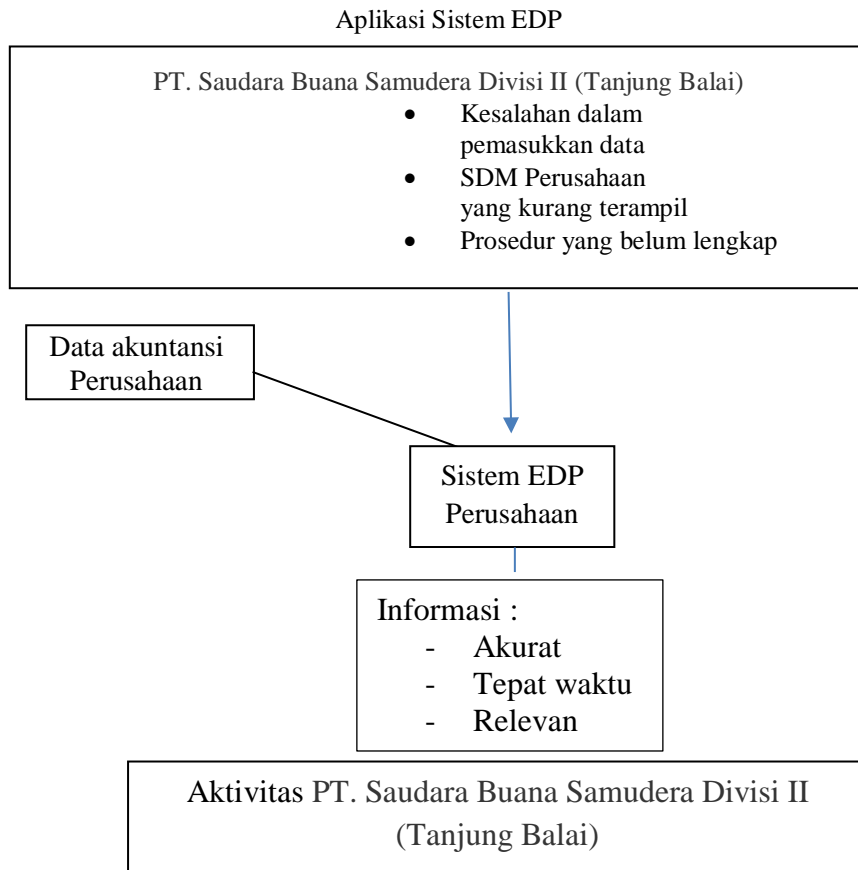 Aplikasi Sistem EDP
PT. Saudara Buana Samudera Divisi II (Tanjung Balai)
• Kesalahan dalam
pemasukkan data
• SDM Perusahaan
yang kurang terampil
• Prosedur yang belum lengkap
Data akuntansi
Perusahaan
Sistem EDP
Perusahaan
Informasi :
- Akurat
- Tepat waktu
- Relevan
Aktivitas PT. Saudara Buana Samudera Divisi II
(Tanjung Balai)